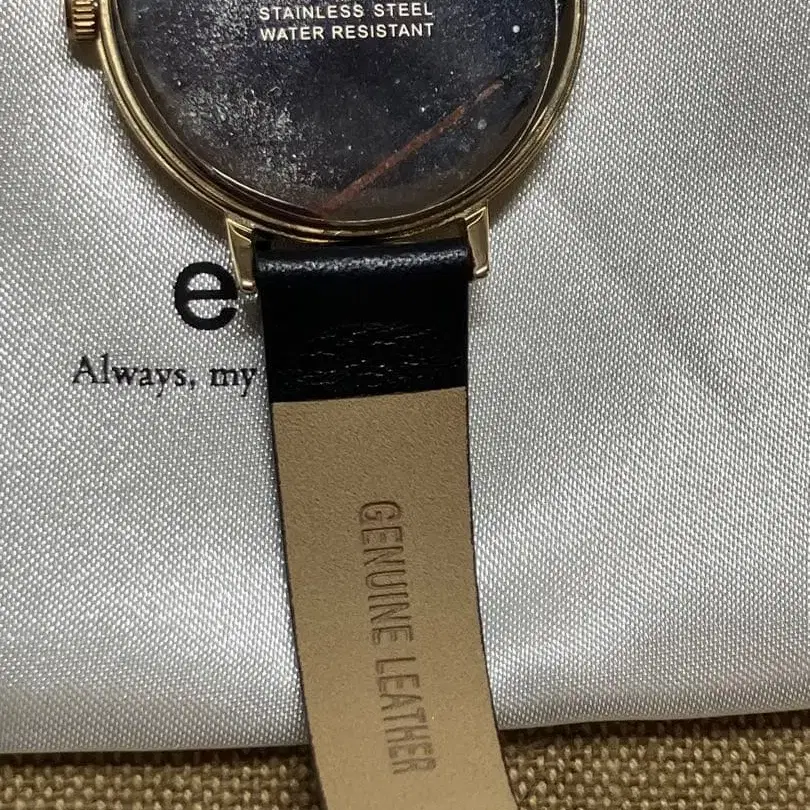 STAINLESS STEEL
WATER RESISTANT
e
Always, my
GENUINE LEATHER